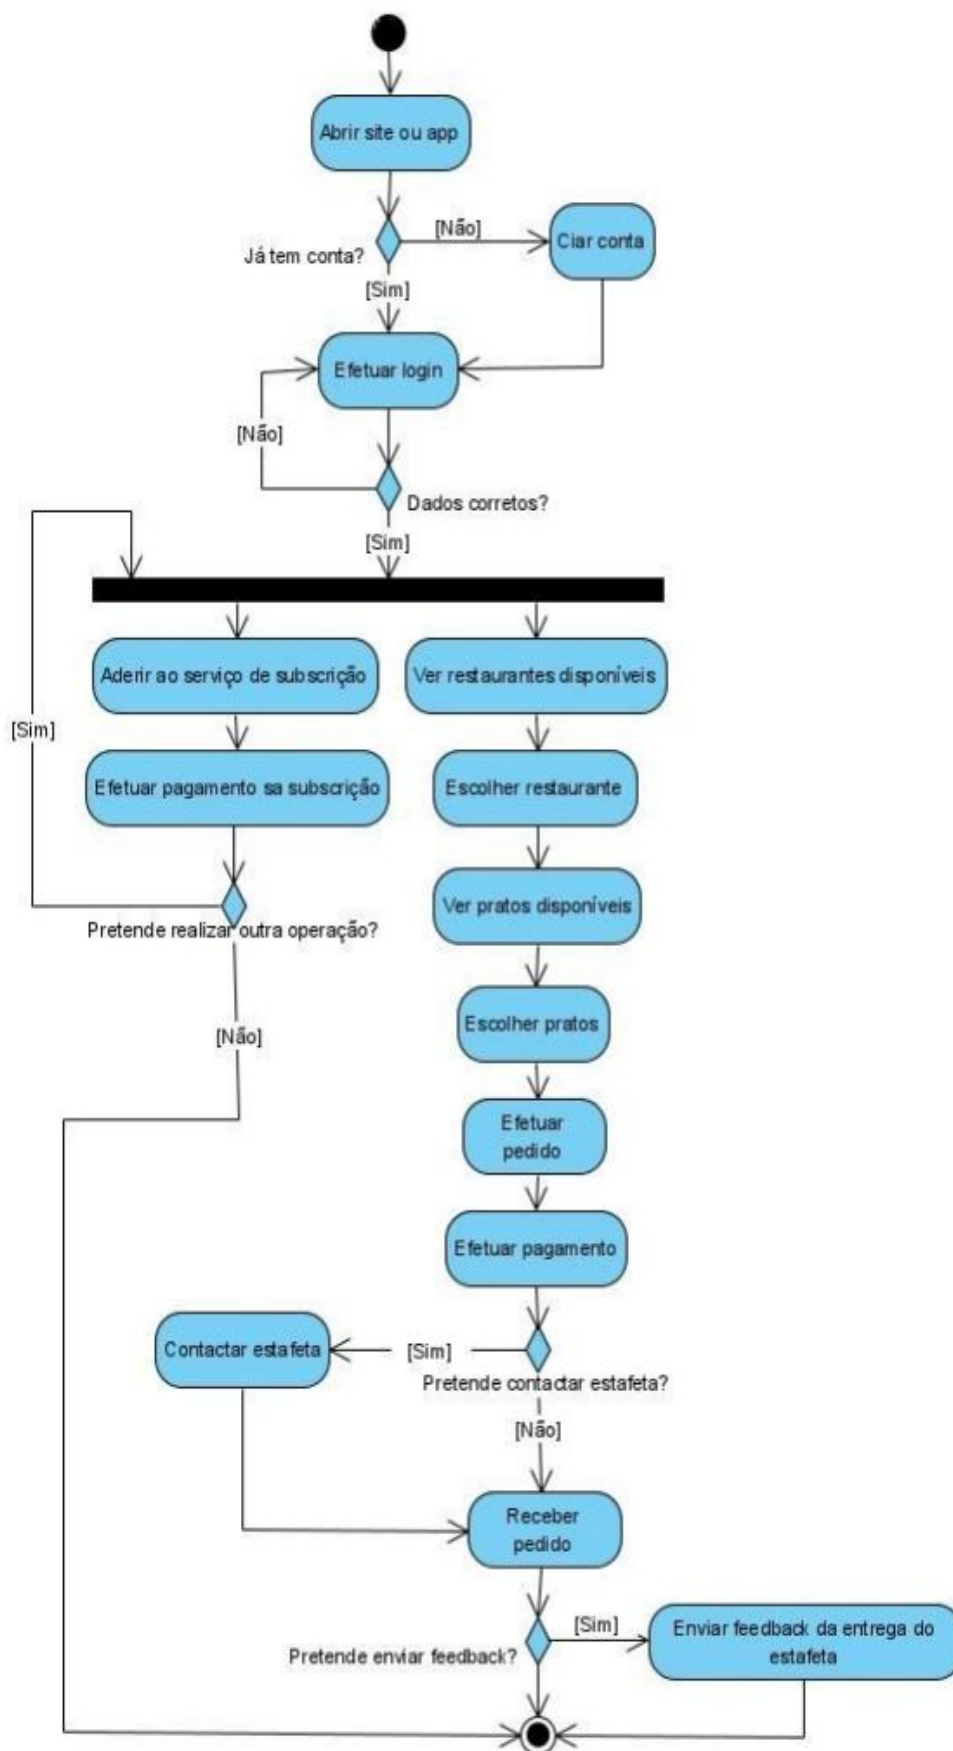 Abrir site ou app
[Não]
Ciar conta
Já tem conta?
[Sim]
Efetuar login
[Não]
Dados corretos?
[Sim]
Aderir ao serviço de subscrição
Ver restaurantes disponíveis
[Sim]
Efetuar pagamento sa subscrição
Escolher restaurante
Ver pratos disponíveis
Pretende realizar outra operação?
Escolher pratos
[Não]
Efetuar
pedido
Efetuar pagamento
Contactar estafeta
[Sim]
Pretende contactar estafeta?
[Não]
Receber
pedido
[Sim]
Enviar feedback da entrega do
estafeta
Pretende enviar feedback?